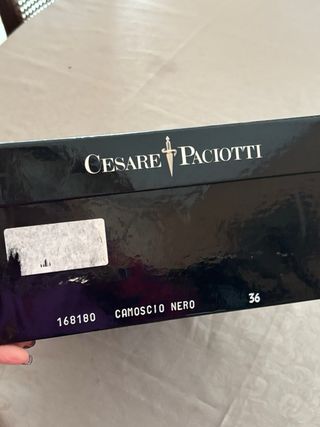 CESARE PACIOTTI
168180 CAMOSCIO NERO 36